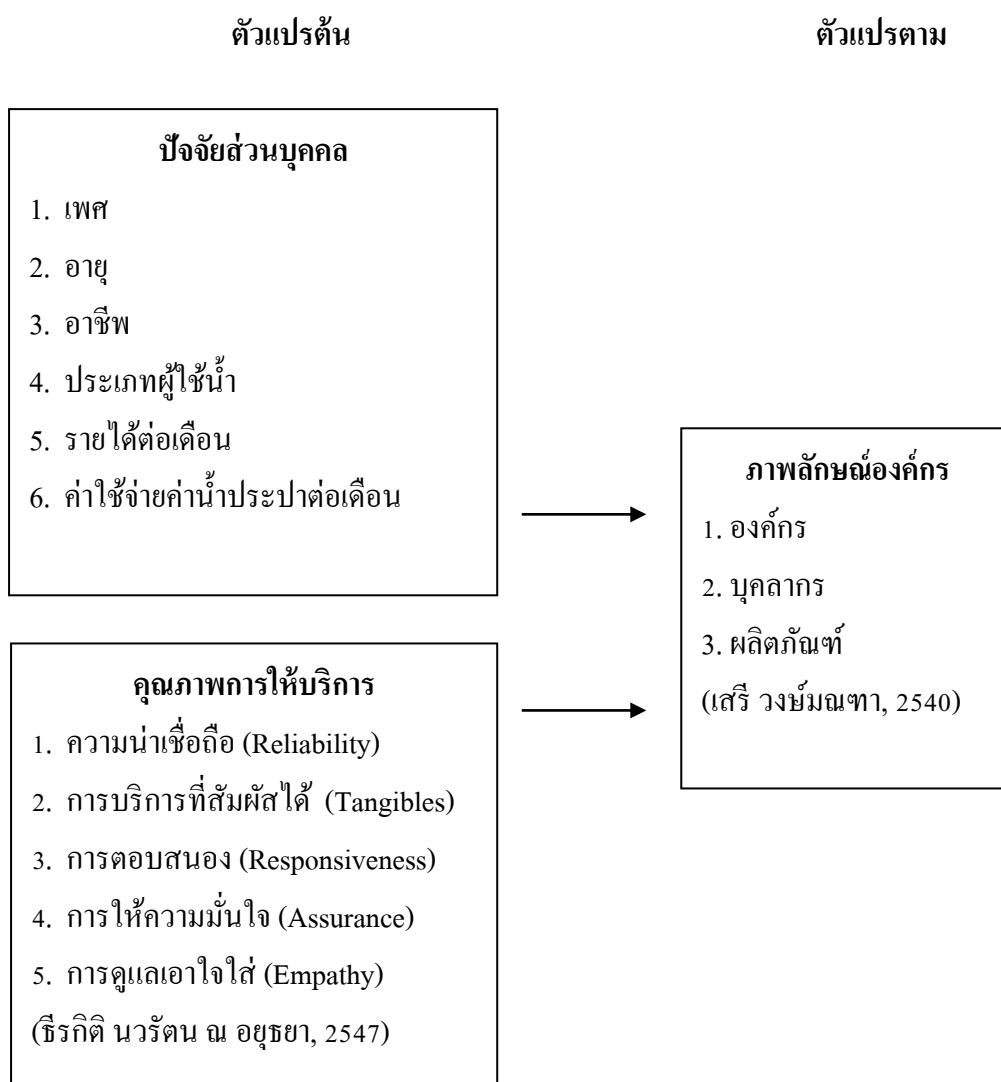 ตัวแปรต้น
ตัวแปรตาม
ปัจจัยส่วนบุคคล
1. เพศ
2. อายุ
3. อาชีพ
4. ประเภทผู้ใช้น้ำ
5. รายได้ต่อเดือน
6. ค่าใช้จ่ายค่าน้ำประปาต่อเดือน
คุณภาพการให้บริการ
1. ความน่าเชื่อถือ (Reliability)
2. การบริการที่สัมผัสได้ (Tangibles)
3. การตอบสนอง (Responsiveness)
4. การให้ความมั่นใจ (Assurance)
5. การดูแลเอาใจใส่ (Empathy)
(ธีรกิติ นวรัตน ณ อยุธยา, 2547)
ภาพลักษณ์องค์กร
1. องค์กร
2. บุคลากร
3. ผลิตภัณฑ์
(เสรี วงษ์มณฑา, 2540)